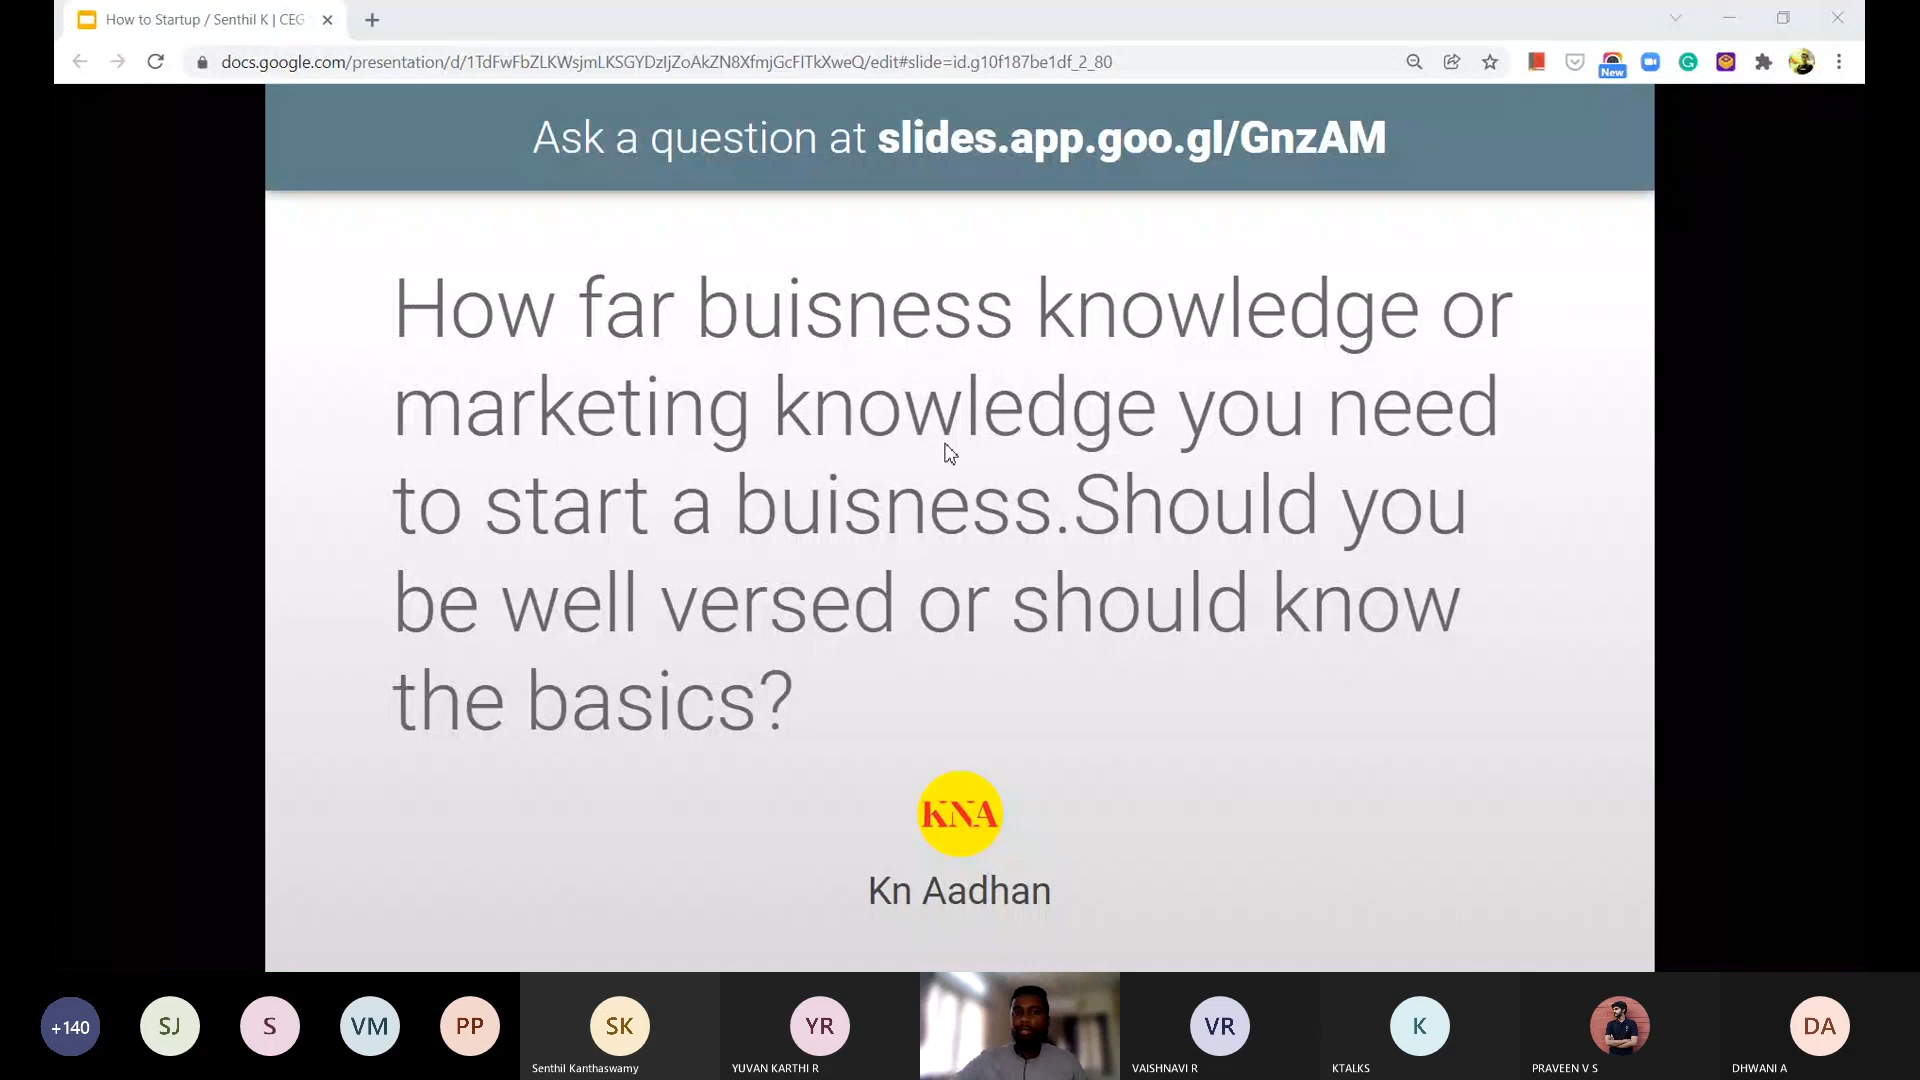 How to Startup / Senthil K | CEG
docs.google.com/presentation/d/1TdFwFbZLKWsjmLKSGYDzIjZoAkZN8XfmjGcFITkXweQ/edit#slide=id.g10f187be1df_2_80
New
Ask a question at slides.app.goo.gl/GnzAM
How far buisness knowledge or
marketing knowledge you need
to start a buisness.Should you
be well versed or should know
the basics?
KNA
Kn Aadhan
+140
SJ
S
VM
PP
SK
YR
VR
K
DA
Senthil Kanthaswamy
YUVAN KARTHI R
VAISHNAVI R
KTALKS
PRAVEEN V S
DHWANI A